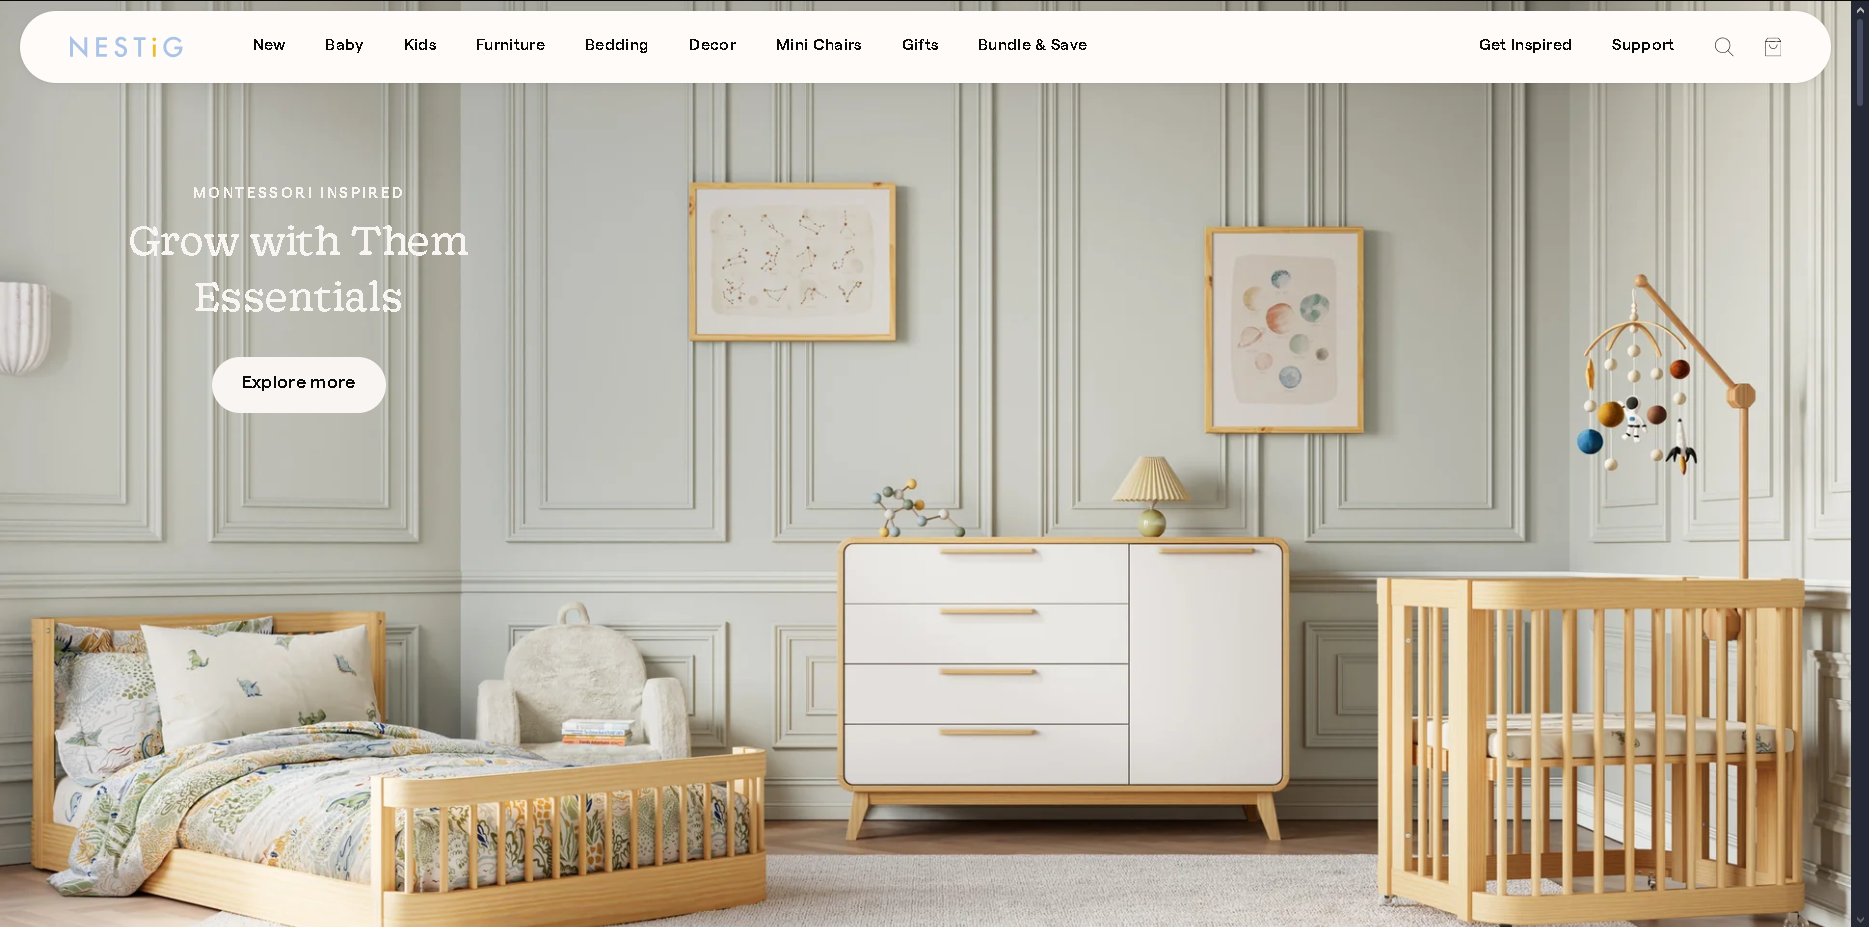 NESTiG
New
Baby
Kids
Furniture
Bedding
Decor
Mini Chairs
Gifts
Bundle & Save
Get Inspired
Support
MONTESSORI INSPIRED
Grow with Them
Essentials
Explore more